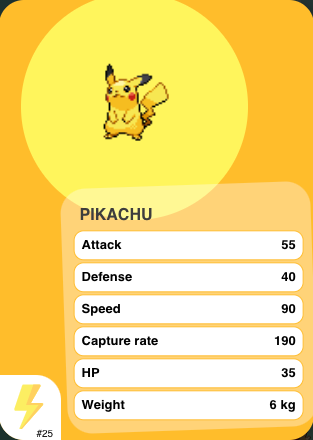 PIKACHU
Attack 55
Defense 40
Speed 90
Capture rate 190
HP 35
Weight 6 kg
#25